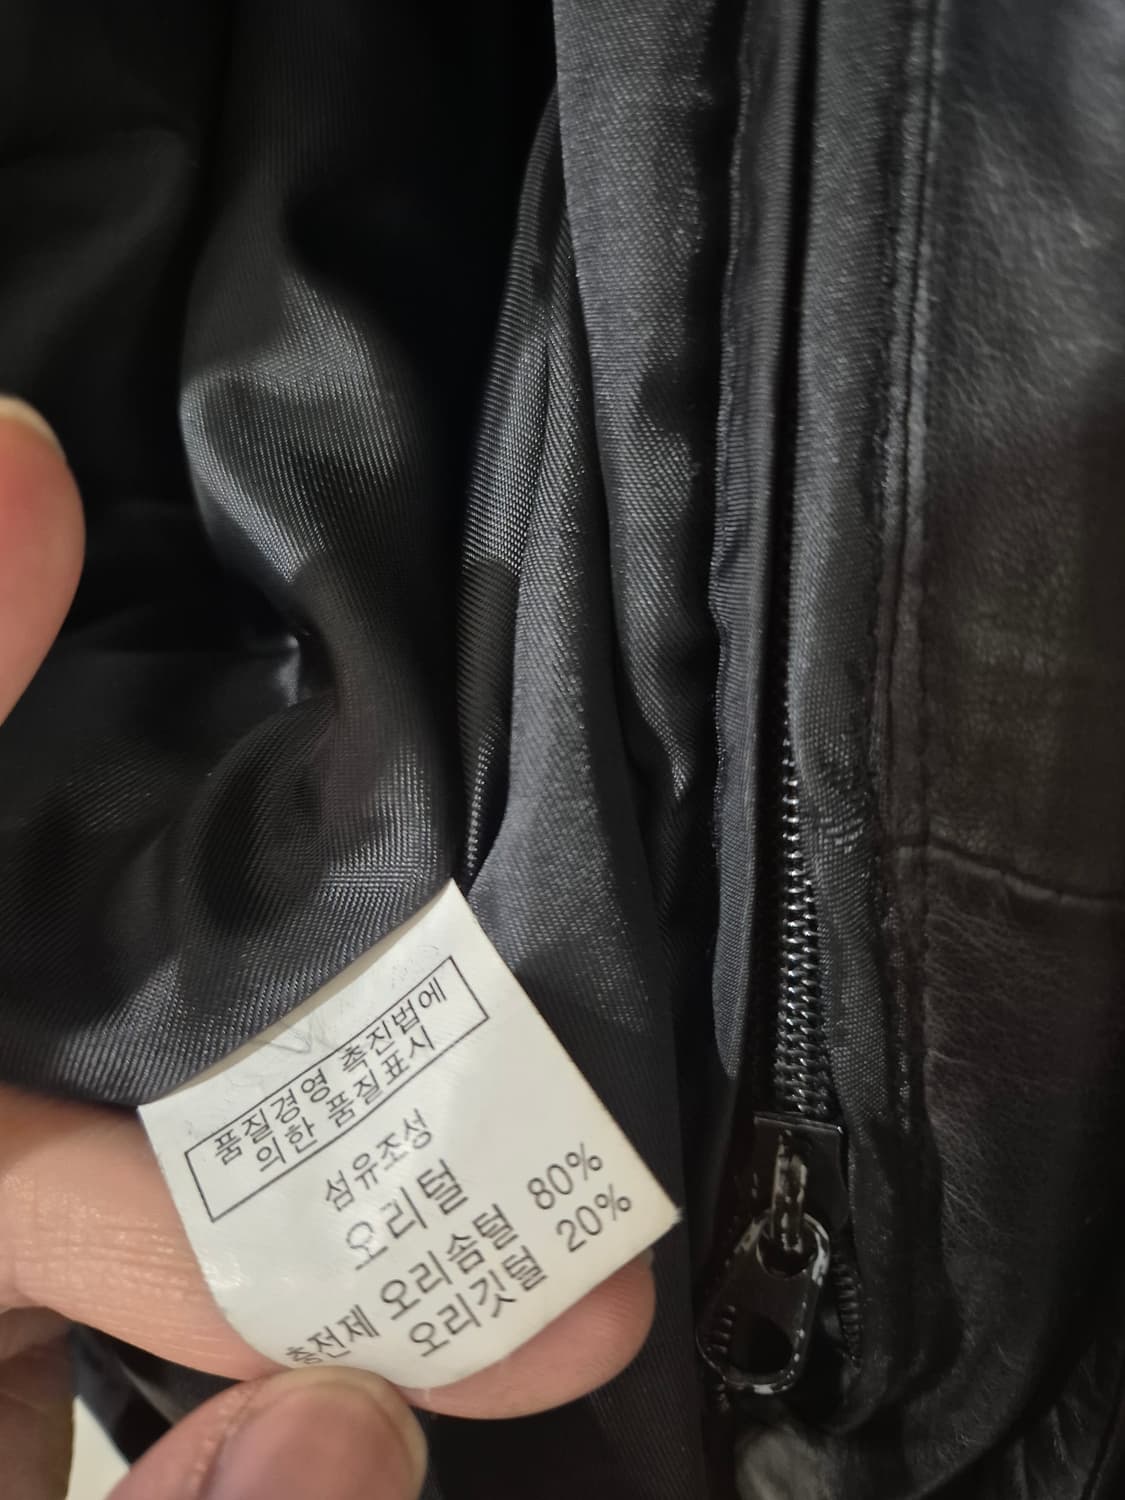 품질경영 촉진법에
의한 품질표시
섬유조성
오리털
충전제 오리솜털 80%
오리깃털 20%